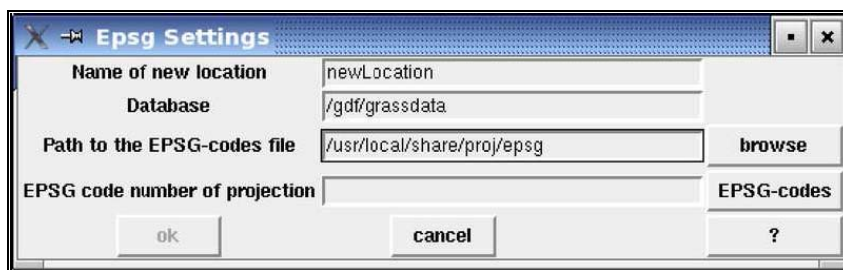 Epsg Settings
Name of new location newLocation
Database /gdf/grassdata
Path to the EPSG-codes file /usr/local/share/proj/epsg browse
EPSG code number of projection EPSG-codes
ok cancel ?